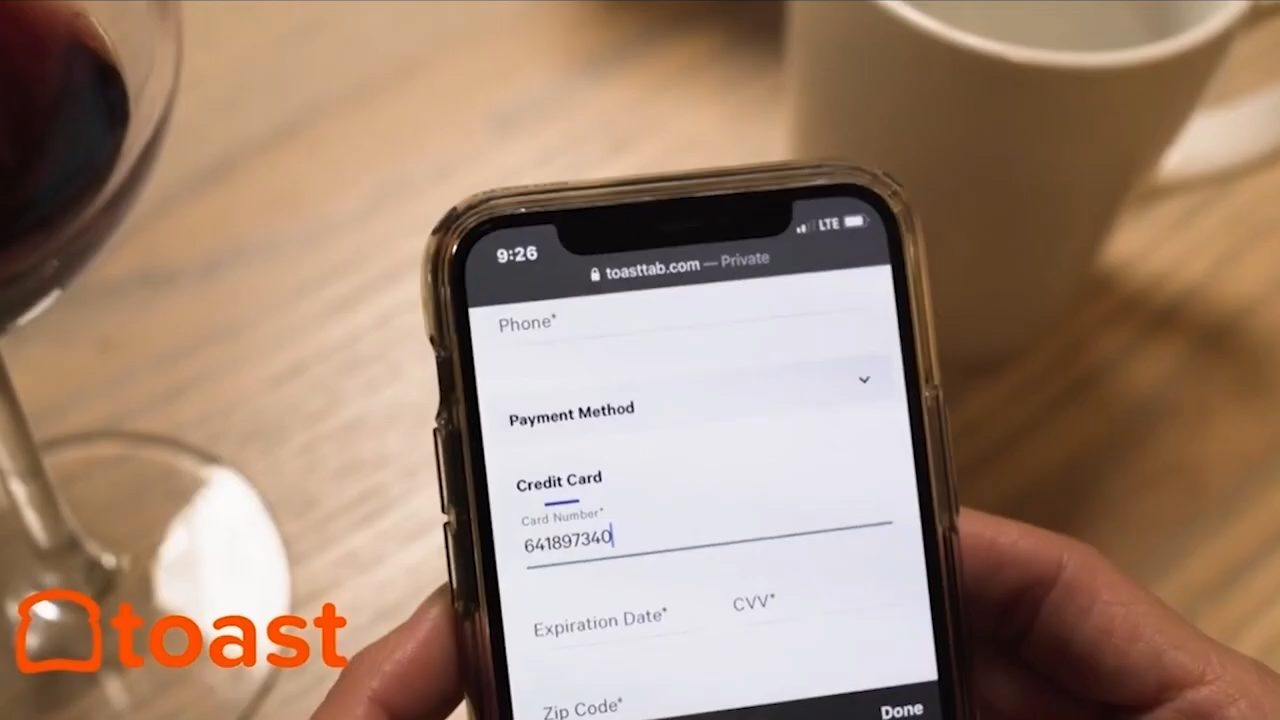 9:26
LTE
toasttab.com — Private
Phone*
Payment Method
Credit Card
Card Number*
641897340
Expiration Date*
CVV*
Zip Code*
Done
toast